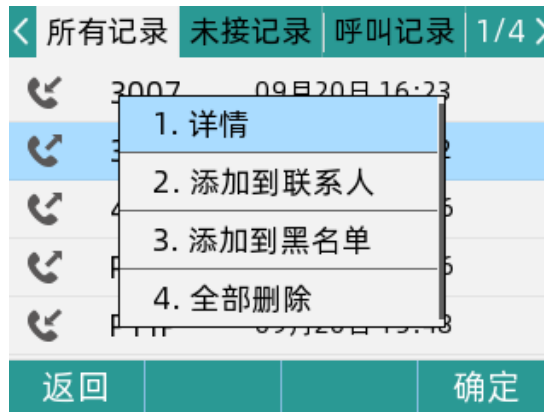 所有记录 未接记录 呼叫记录 1/4
3007 09月20日 16:23
1. 详情
2. 添加到联系人
3. 添加到黑名单
4. 全部删除
返回 确定